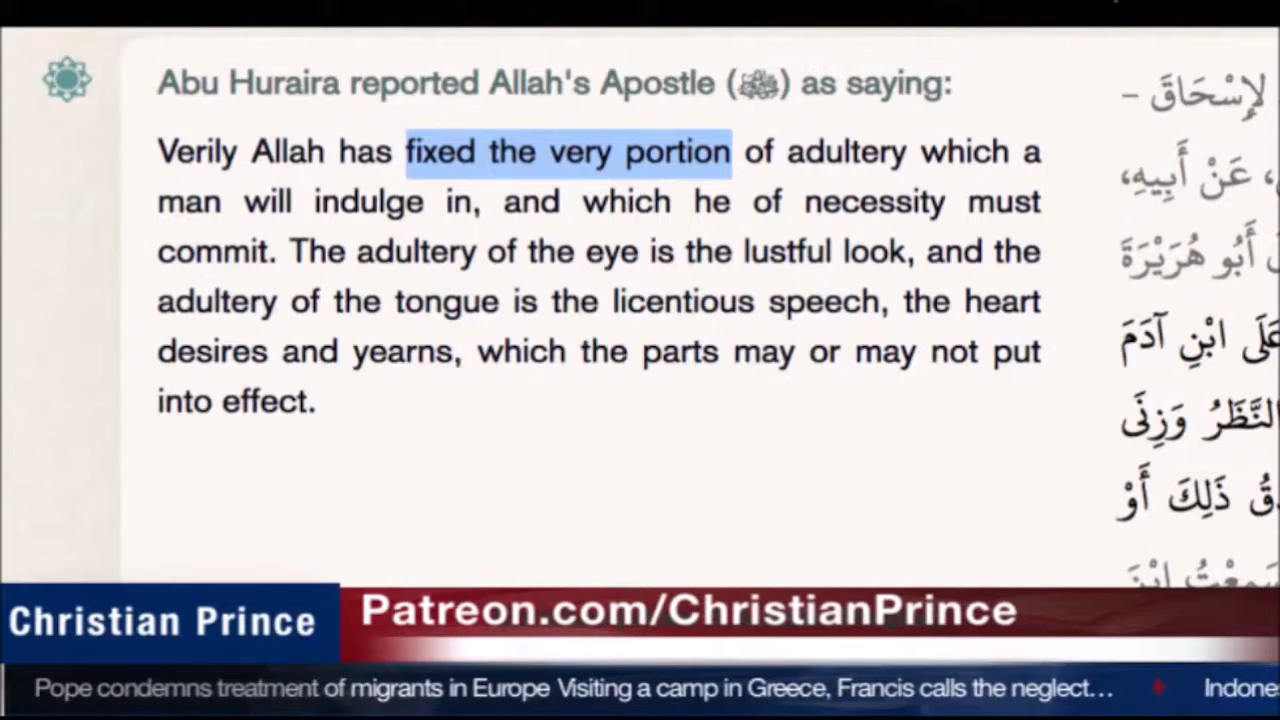 Abu Huraira reported Allah's Apostle (ﷺ) as saying:
Verily Allah has fixed the very portion of adultery which a
man will indulge in, and which he of necessity must
commit. The adultery of the eye is the lustful look, and the
adultery of the tongue is the licentious speech, the heart
desires and yearns, which the parts may or may not put
into effect.
لإِسْحَاقَ -
عَنْ أَبِيهِ،
أَبُو هُرَيْرَةَ
عَلَى ابْنِ آدَمَ
النَّظَرُ وَزِنَى
ذَلِكَ أَوْ
Christian Prince
Patreon.com/ChristianPrince
Pope condemns treatment of migrants in Europe Visiting a camp in Greece, Francis calls the neglect... Indone